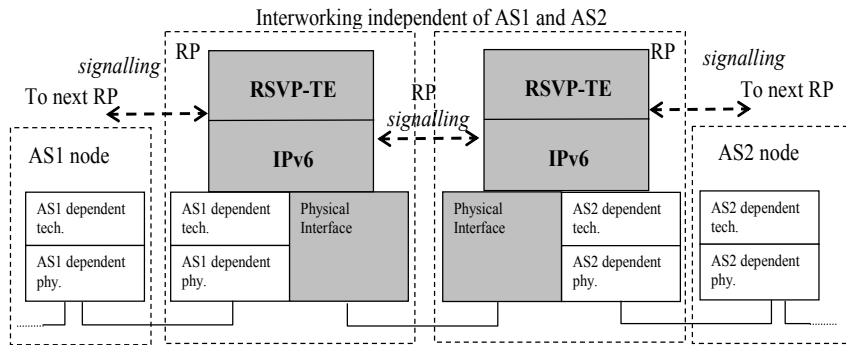 Interworking independent of AS1 and AS2
RP
RP
signalling
signalling
To next RP
To next RP
RSVP-TE
RSVP-TE
RP
signalling
IPv6
IPv6
AS1 node
AS2 node
AS1 dependent
tech.
AS1 dependent
phy.
AS1 dependent
tech.
AS1 dependent
phy.
Physical
Interface
Physical
Interface
AS2 dependent
tech.
AS2 dependent
phy.
AS2 dependent
tech.
AS2 dependent
phy.